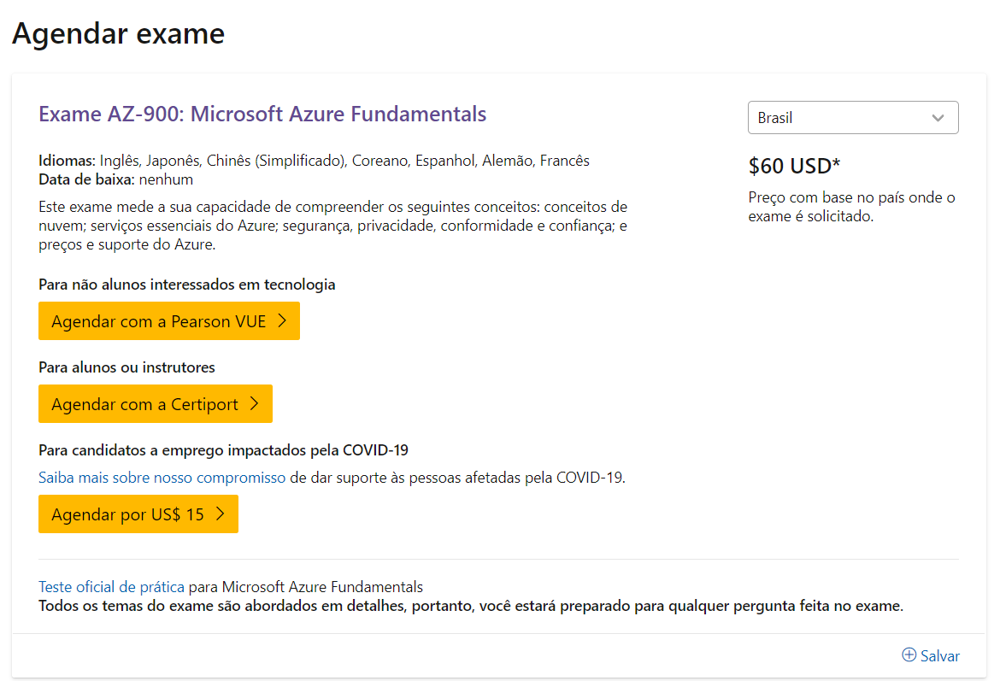 Agendar exame
Exame AZ-900: Microsoft Azure Fundamentals
Brasil
Idiomas: Inglês, Japonês, Chinês (Simplificado), Coreano, Espanhol, Alemão, Francês
Data de baixa: nenhum
$60 USD*
Preço com base no país onde o
exame é solicitado.
Este exame mede a sua capacidade de compreender os seguintes conceitos: conceitos de
nuvem; serviços essenciais do Azure; segurança, privacidade, conformidade e confiança; e
preços e suporte do Azure.
Para não alunos interessados em tecnologia
Agendar com a Pearson VUE
Para alunos ou instrutores
Agendar com a Certiport
Para candidatos a emprego impactados pela COVID-19
Saiba mais sobre nosso compromisso de dar suporte às pessoas afetadas pela COVID-19.
Agendar por US$ 15
Teste oficial de prática para Microsoft Azure Fundamentals
Todos os temas do exame são abordados em detalhes, portanto, você estará preparado para qualquer pergunta feita no exame.
Salvar